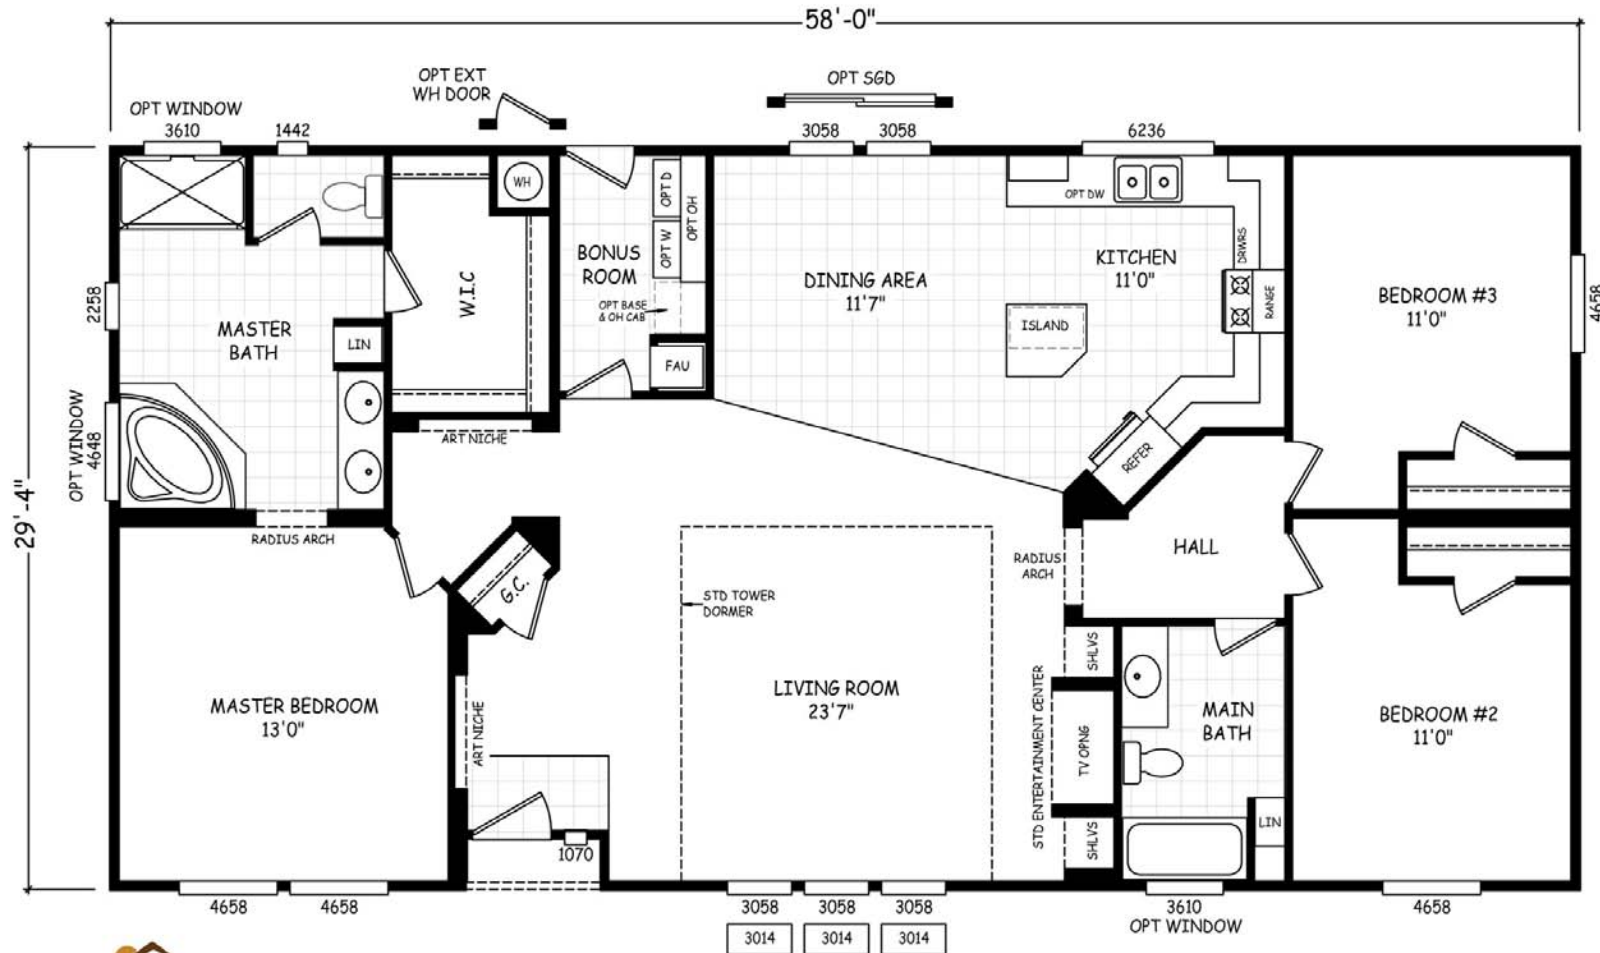 58'-0"
OPT EXT
WH DOOR
OPT SGD
OPT WINDOW
3610
1442
3058
3058
6236
WH
OPT D
OPT OH
OPT W
OPT DW
BONUS
ROOM
OPT BASE
& OH CAB
FAU
W.I.C
DINING AREA
11'7"
KITCHEN
11'0"
DRWRS
RANGE
ISLAND
REFER
BEDROOM #3
11'0"
4658
2258
MASTER
BATH
LIN
OPT WINDOW
4648
ART NICHE
29'-4"
RADIUS ARCH
G.C.
STD TOWER
DORMER
RADIUS
ARCH
HALL
MASTER BEDROOM
13'0"
ART NICHE
LIVING ROOM
23'7"
STD ENTERTAINMENT CENTER
SHLVS
TV OPNG
SHLVS
MAIN
BATH
LIN
BEDROOM #2
11'0"
1070
4658
4658
3058
3058
3058
3014
3014
3014
3610
OPT WINDOW
4658